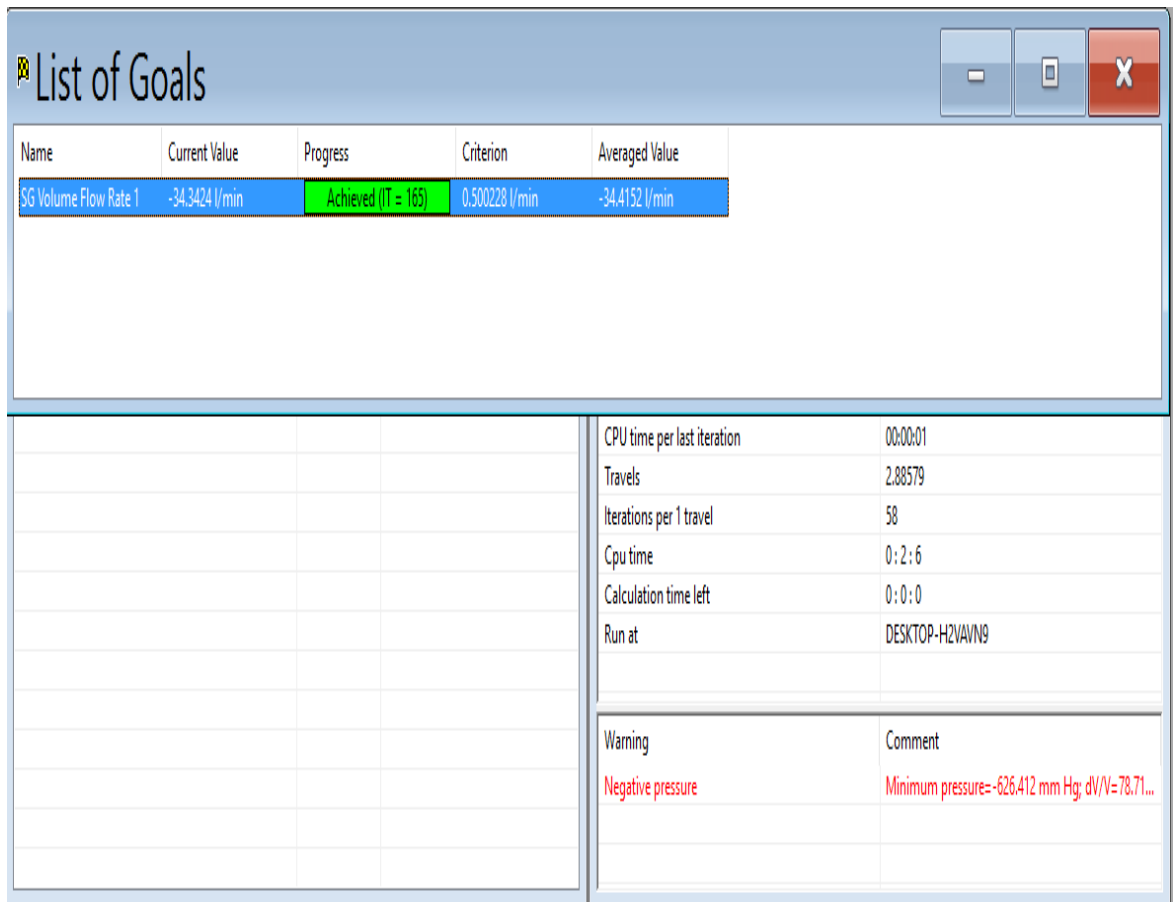 List of Goals
Name Current Value Progress Criterion Averaged Value
SG Volume Flow Rate 1 -34.3424 l/min Achieved (IT = 165) 0.500228 l/min -34.4152 l/min
CPU time per last iteration 00:00:01
Travels 2.88579
Iterations per 1 travel 58
Cpu time 0 : 2 : 6
Calculation time left 0 : 0 : 0
Run at DESKTOP-H2VAVN9
Warning Comment
Negative pressure Minimum pressure=-626.412 mm Hg; dV/V=78.71...